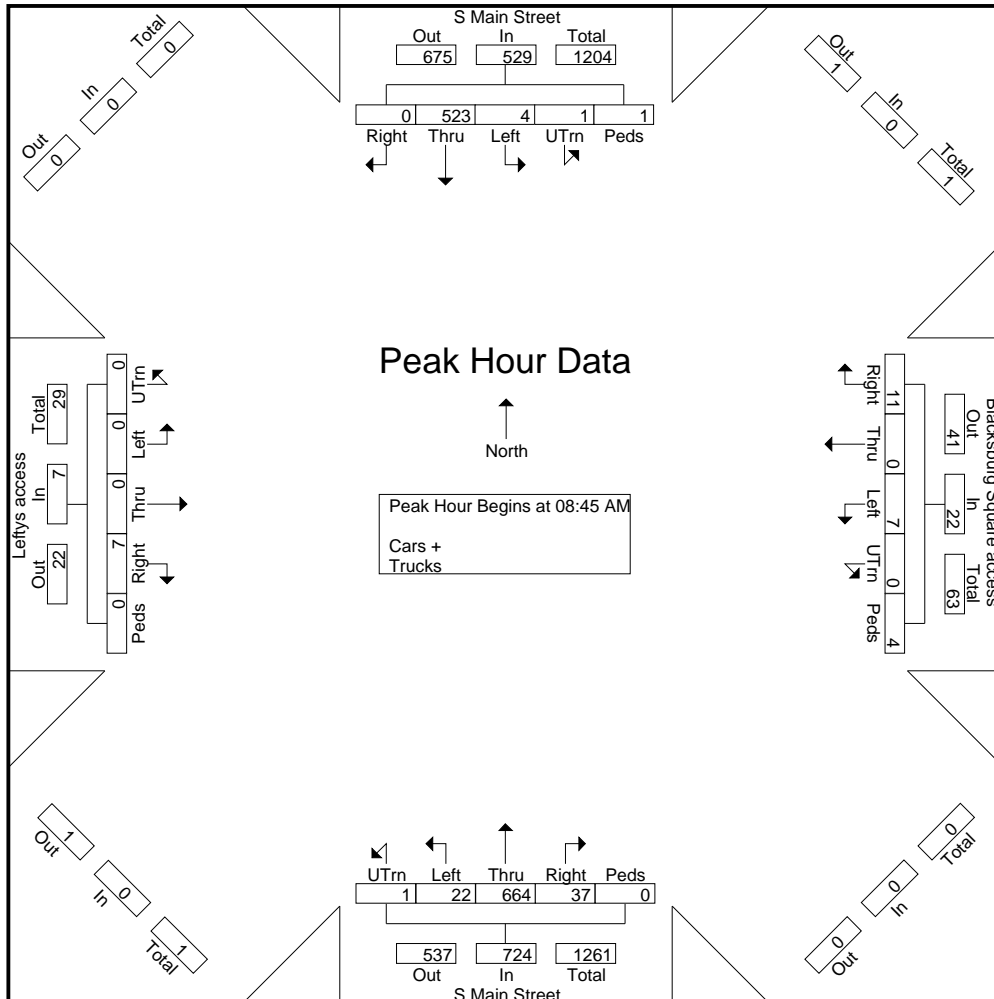 S Main Street
Out In Total
675 529 1204
0 523 4 1 1
Right Thru Left UTrn Peds
Total 0
In 0
Out 0
Out 1
In 0
Total 1
Leftys access
Total In Out
29 7 22
0 0 0 7 0
UTrn Left Thru Right Peds
Peak Hour Data
North
Peak Hour Begins at 08:45 AM
Cars +
Trucks
Blacksburg Square access
Out In Total
41 22 63
11 0 7 0 4
Right Thru Left UTrn Peds
Out 1
In 0
Total 1
UTrn Left Thru Right Peds
1 22 664 37 0
537 724 1261
Out In Total
S Main Street
Total 0
In 0
Out 0